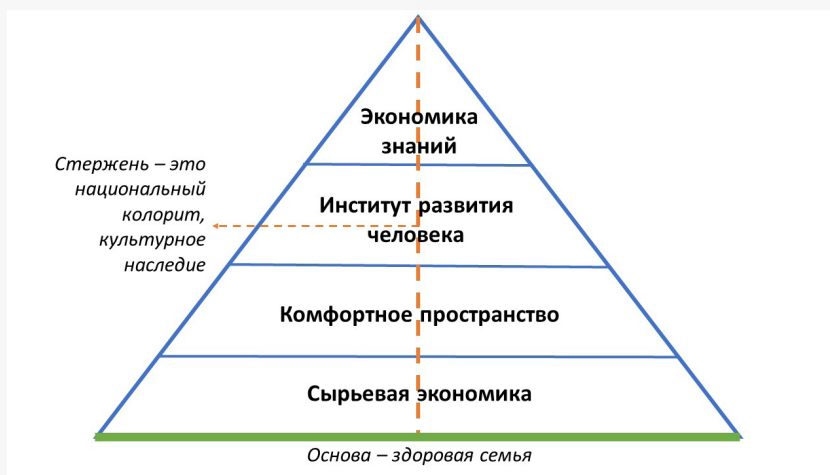 Экономика
знаний
Стержень – это
национальный
колорит,
культурное
наследие
Институт развития
человека
Комфортное пространство
Сырьевая экономика
Основа – здоровая семья